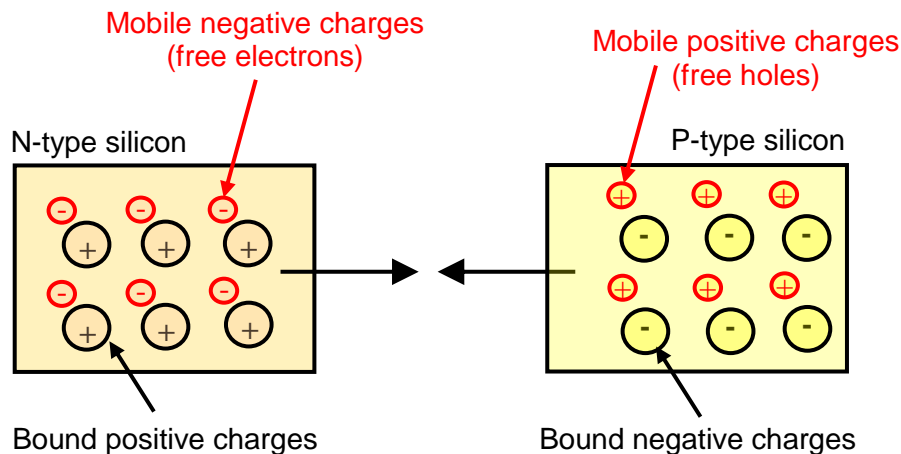 Mobile negative charges
(free electrons)
Mobile positive charges
(free holes)
N-type silicon
P-type silicon
- - -
+ + +
- - -
+ + +
+ + +
- - -
+ + +
- - -
Bound positive charges
Bound negative charges